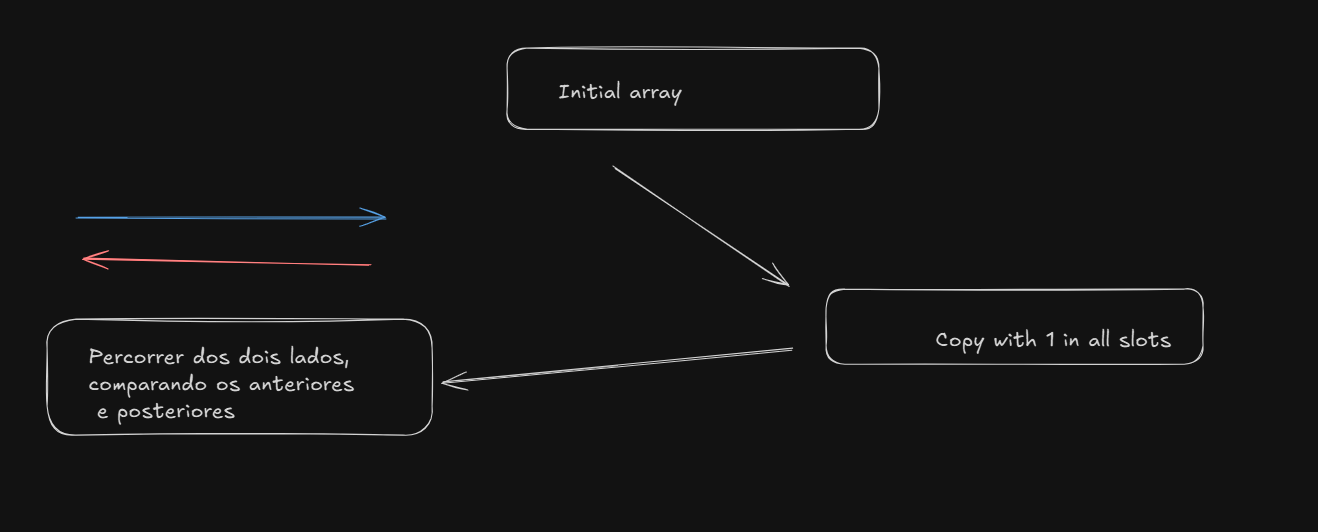 Initial array
Copy with 1 in all slots
Percorrer dos dois lados,
comparando os anteriores
e posteriores